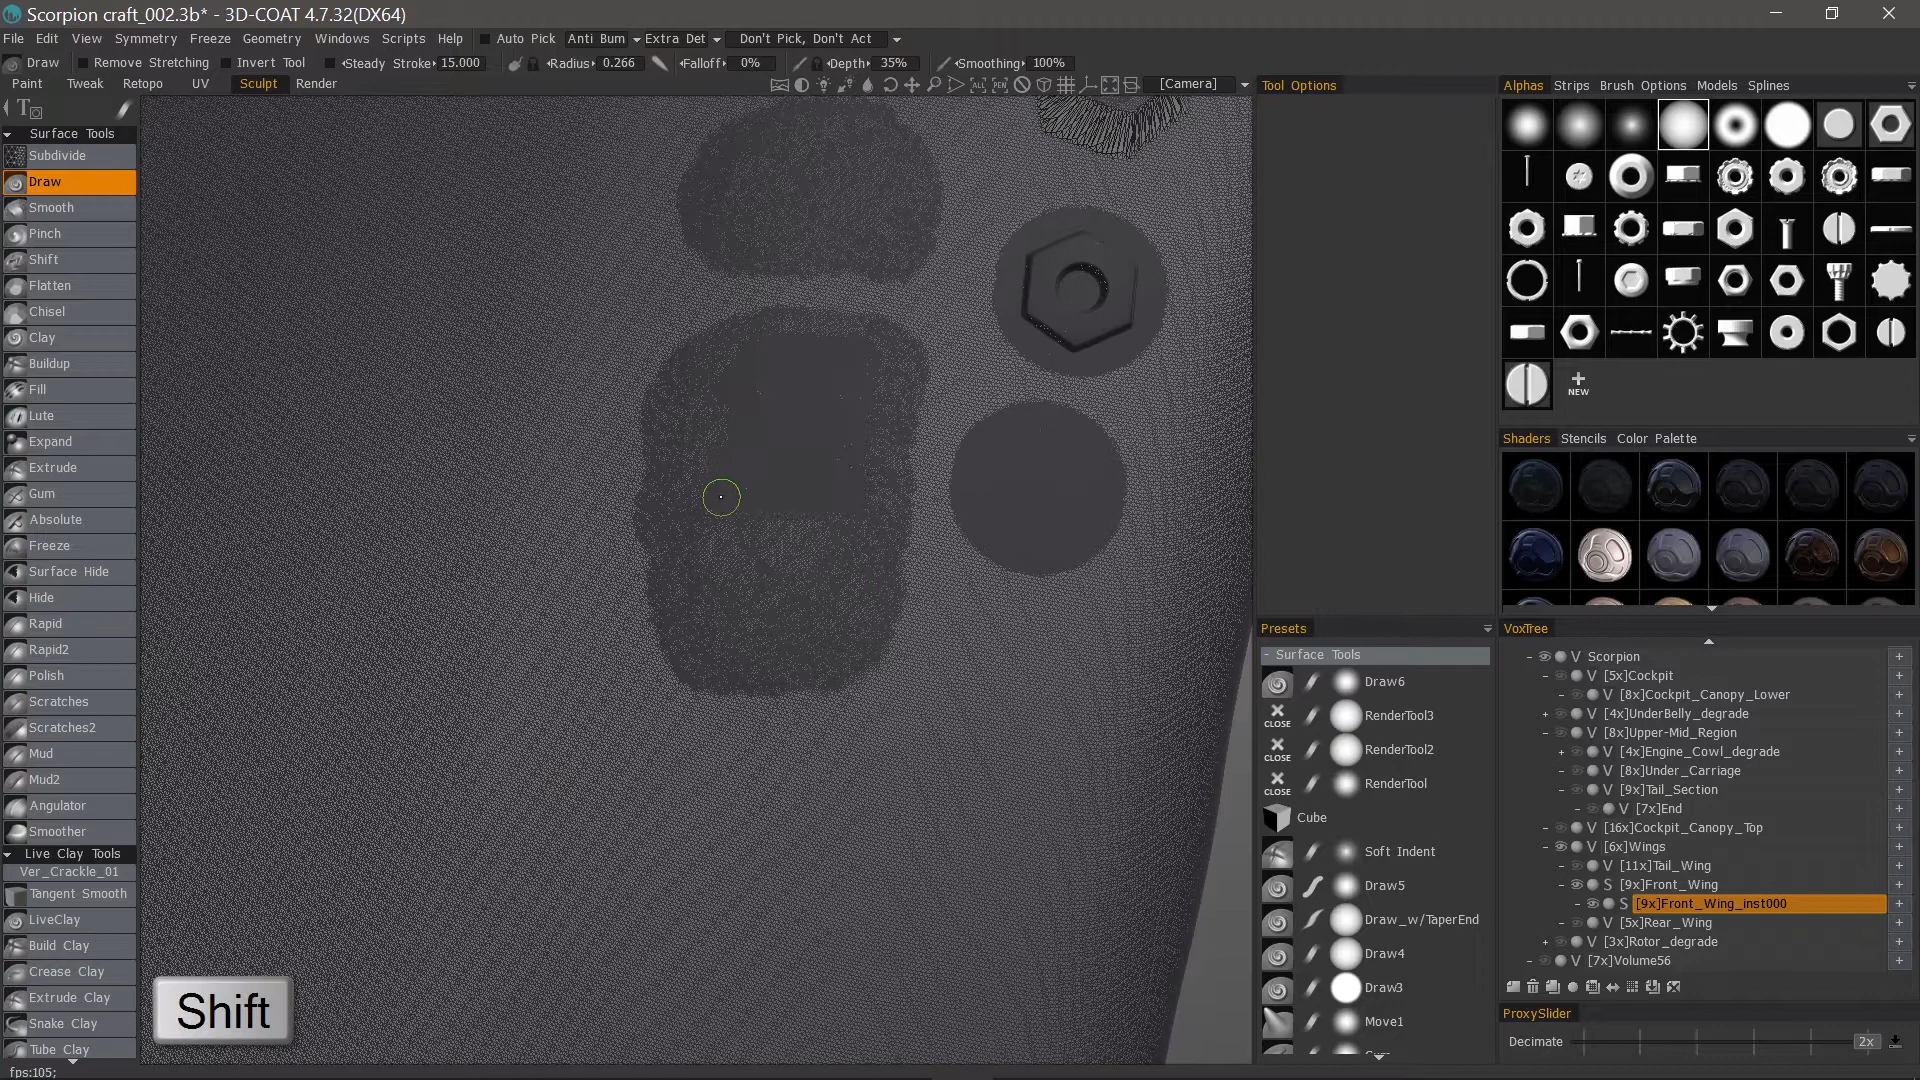 Scorpion craft_002.3b* - 3D-COAT 4.7.32(DX64)
File Edit View Symmetry Freeze Geometry Windows Scripts Help Auto Pick Anti Bum Extra Det Don't Pick, Don't Act
Draw Remove Stretching Invert Tool Steady Stroke 15.000 Radius 0.266 Falloff 0% Depth 35% Smoothing 100%
Paint Tweak Retopo UV Sculpt Render [Camera]
Tool Options
Alphas Strips Brush Options Models Splines
Surface Tools
Subdivide
Draw
Smooth
Pinch
Shift
Flatten
Chisel
Clay
Buildup
Fill
Lute
Expand
Extrude
Gum
Absolute
Freeze
Surface Hide
Hide
Rapid
Rapid2
Polish
Scratches
Scratches2
Mud
Mud2
Angulator
Smoother
Live Clay Tools
Ver_Crackle_01
Tangent Smooth
LiveClay
Build Clay
Crease Clay
Extrude Clay
Snake Clay
Tube Clay
fps:105;
Shift
NEW
Shaders Stencils Color Palette
Presets
- Surface Tools
Draw6
CLOSE RenderTool3
CLOSE RenderTool2
CLOSE RenderTool
Cube
Soft Indent
Draw5
Draw_w/TaperEnd
Draw4
Draw3
Move1
VoxTree
- V Scorpion +
- V [5x]Cockpit +
- V [8x]Cockpit_Canopy_Lower +
+ V [4x]UnderBelly_degrade +
- V [8x]Upper-Mid_Region +
+ V [4x]Engine_Cowl_degrade +
- V [8x]Under_Carriage +
- V [9x]Tail_Section +
- V [7x]End +
- V [16x]Cockpit_Canopy_Top +
- V [6x]Wings +
- V [11x]Tail_Wing +
- S [9x]Front_Wing +
- S [9x]Front_Wing_inst000 +
- V [5x]Rear_Wing +
+ V [3x]Rotor_degrade +
- V [7x]Volume56 +
ProxySlider
Decimate 2x